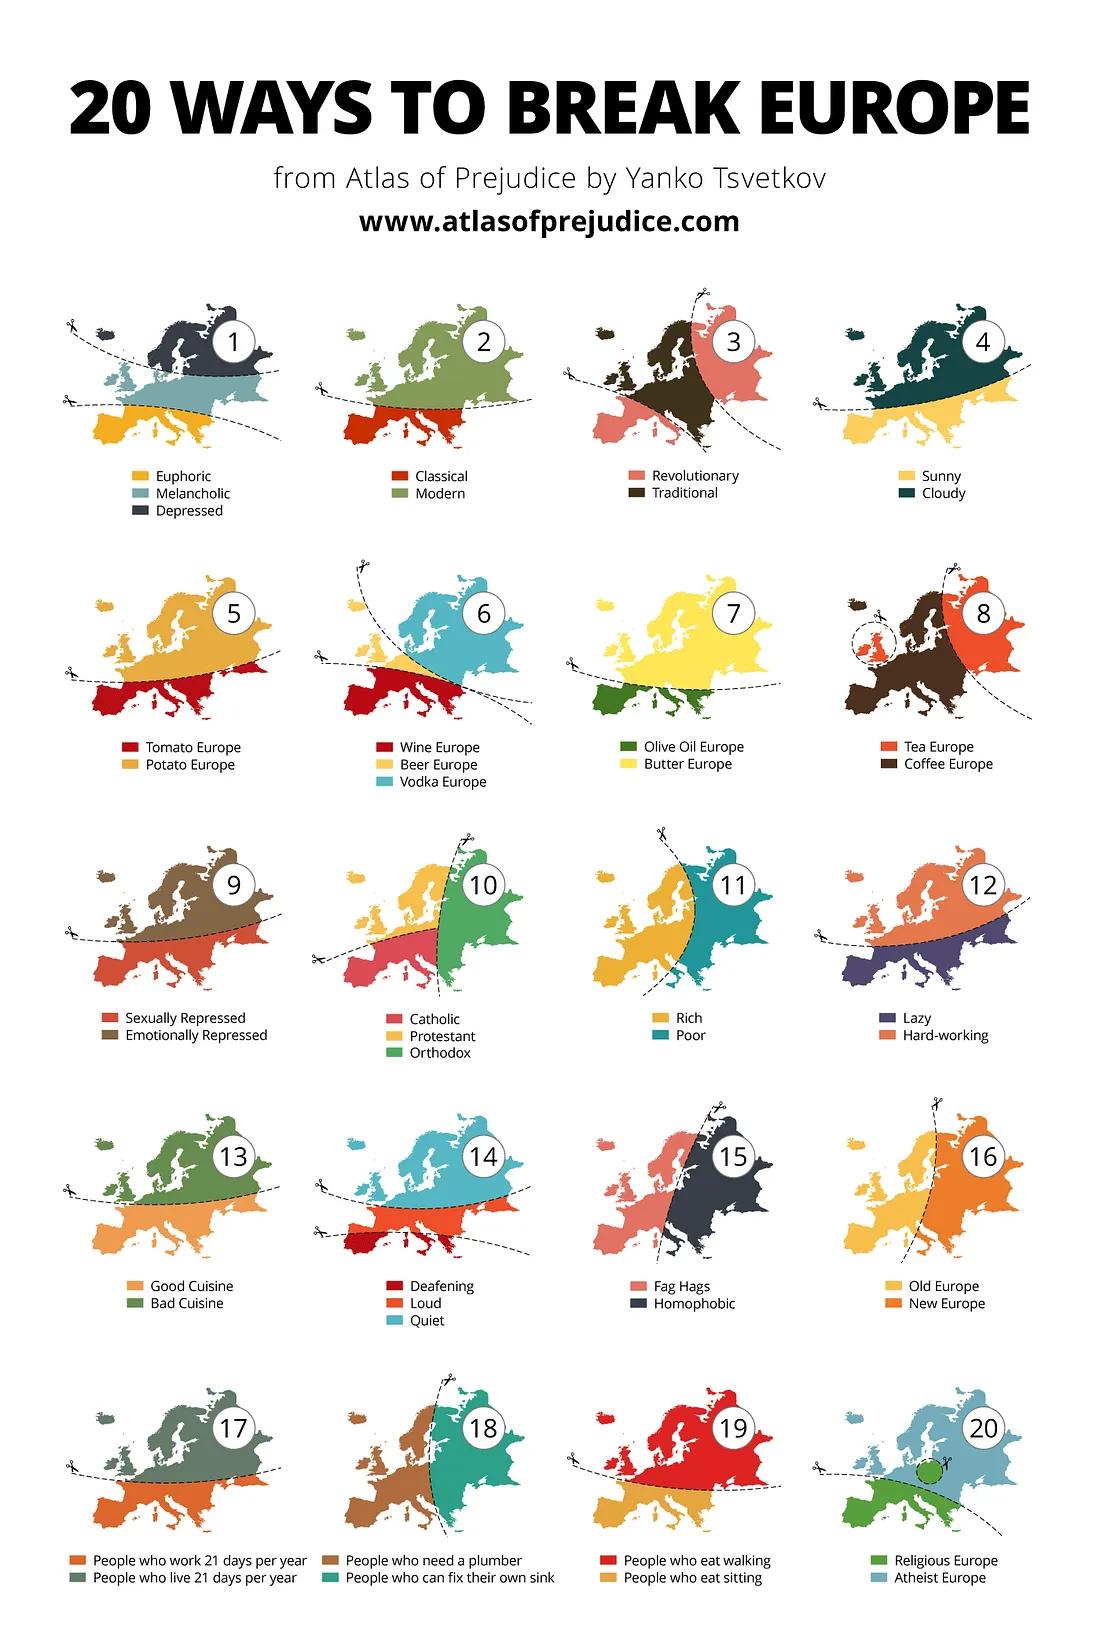 20 WAYS TO BREAK EUROPE
from Atlas of Prejudice by Yanko Tsvetkov
www.atlasofprejudice.com
1
Euphoric
Melancholic
Depressed
2
Classical
Modern
3
Revolutionary
Traditional
4
Sunny
Cloudy
5
Tomato Europe
Potato Europe
6
Wine Europe
Beer Europe
Vodka Europe
7
Olive Oil Europe
Butter Europe
8
Tea Europe
Coffee Europe
9
Sexually Repressed
Emotionally Repressed
10
Catholic
Protestant
Orthodox
11
Rich
Poor
12
Lazy
Hard-working
13
Good Cuisine
Bad Cuisine
14
Deafening
Loud
Quiet
15
Fag Hags
Homophobic
16
Old Europe
New Europe
17
People who work 21 days per year
People who live 21 days per year
18
People who need a plumber
People who can fix their own sink
19
People who eat walking
People who eat sitting
20
Religious Europe
Atheist Europe